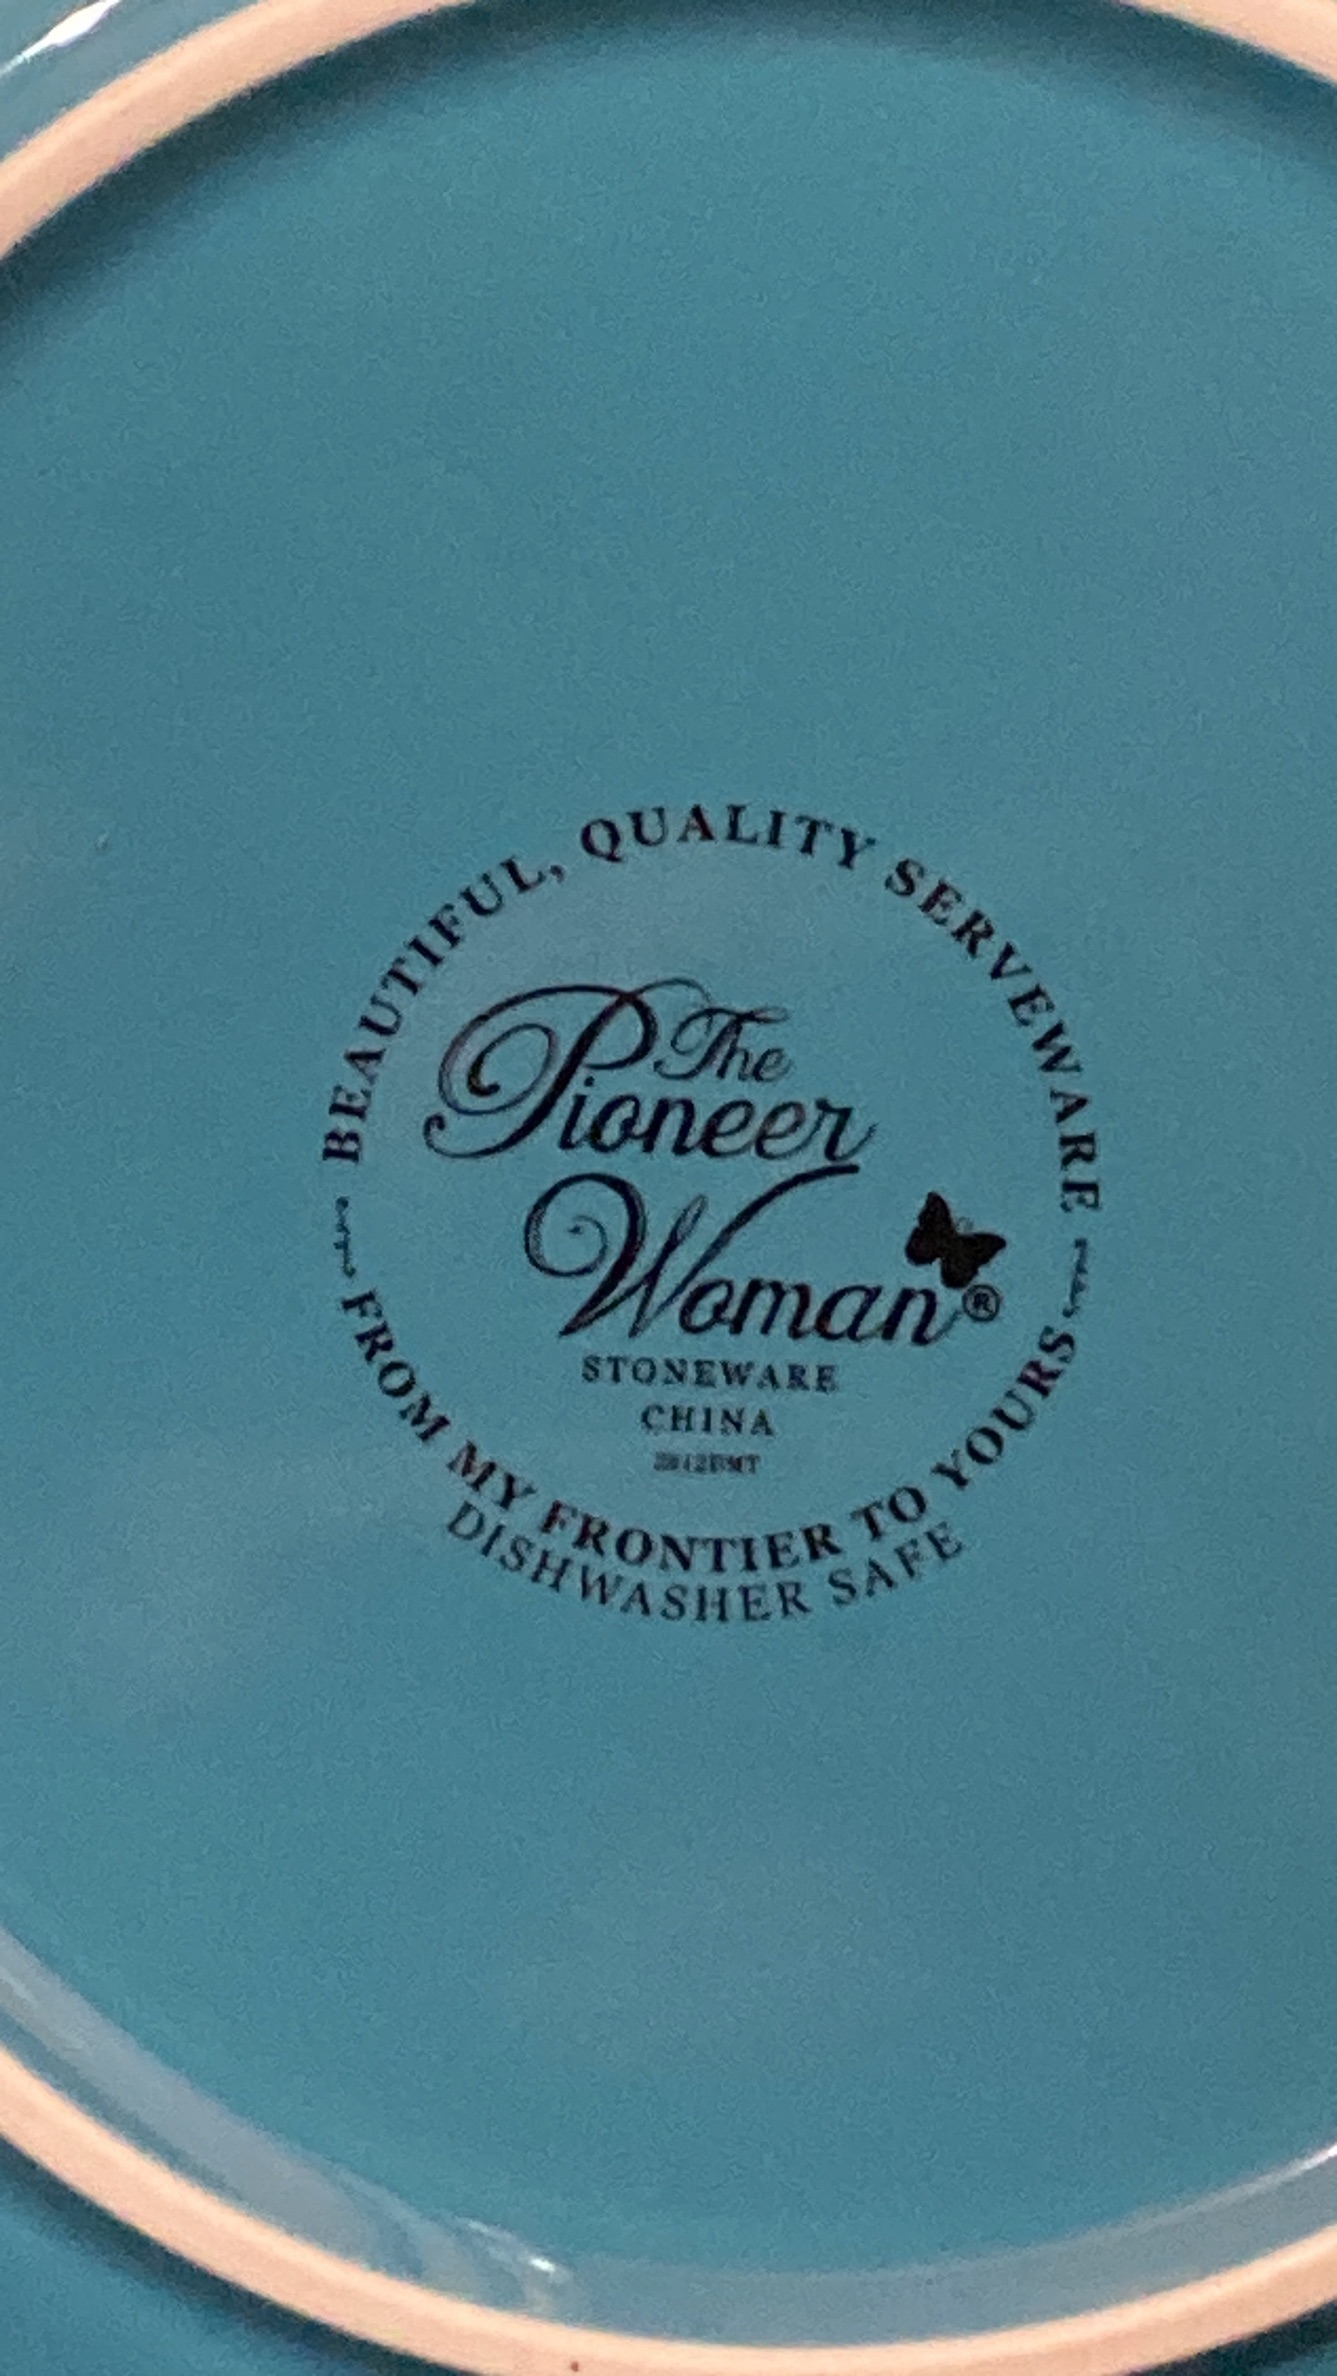 BEAUTIFUL, QUALITY SERVEWARE
The
Pioneer
Woman®
STONEWARE
CHINA
FROM MY FRONTIER TO YOURS
DISHWASHER SAFE